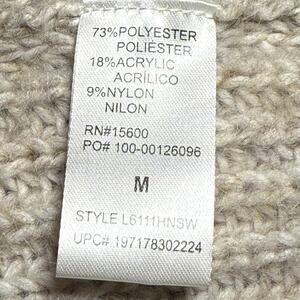 73%POLYESTER
POLIÉSTER
18%ACRYLIC
ACRÍLICO
9%NYLON
NILON
RN#15600
PO# 100-00126096
M
STYLE L6111HNSW
UPC# 197178302224